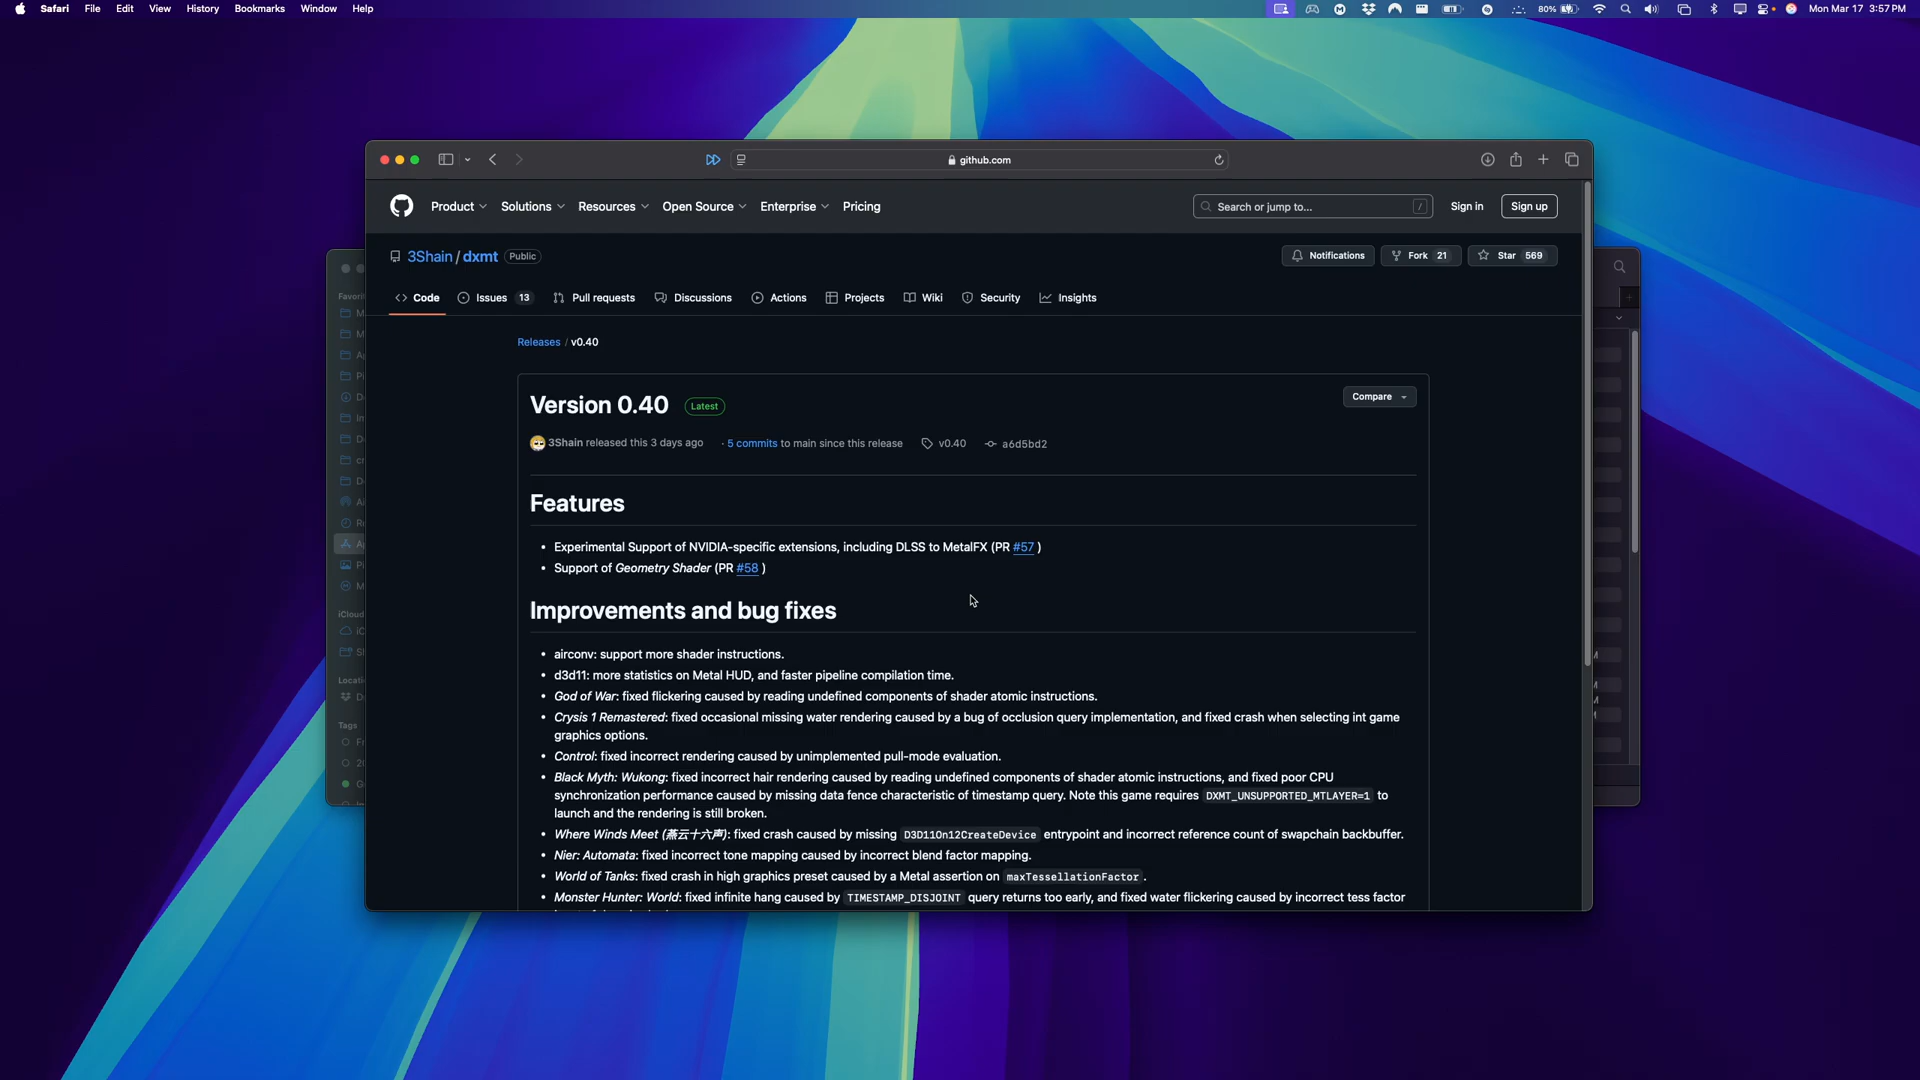 Safari File Edit View History Bookmarks Window Help 80% Mon Mar 17 3:57 PM
github.com
Product Solutions Resources Open Source Enterprise Pricing Search or jump to... / Sign in Sign up
3Shain / dxmt Public Notifications Fork 21 Star 569
Code Issues 13 Pull requests Discussions Actions Projects Wiki Security Insights
Releases / v0.40
Version 0.40 Latest Compare
3Shain released this 3 days ago · 5 commits to main since this release v0.40 a6d5bd2
Features
• Experimental Support of NVIDIA-specific extensions, including DLSS to MetalFX (PR #57 )
• Support of Geometry Shader (PR #58 )
Improvements and bug fixes
• airconv: support more shader instructions.
• d3d11: more statistics on Metal HUD, and faster pipeline compilation time.
• God of War: fixed flickering caused by reading undefined components of shader atomic instructions.
• Crysis 1 Remastered: fixed occasional missing water rendering caused by a bug of occlusion query implementation, and fixed crash when selecting int game
graphics options.
• Control: fixed incorrect rendering caused by unimplemented pull-mode evaluation.
• Black Myth: Wukong: fixed incorrect hair rendering caused by reading undefined components of shader atomic instructions, and fixed poor CPU
synchronization performance caused by missing data fence characteristic of timestamp query. Note this game requires DXMT_UNSUPPORTED_MTLAYER=1 to
launch and the rendering is still broken.
• Where Winds Meet (燕云十六声): fixed crash caused by missing D3D11On12CreateDevice entrypoint and incorrect reference count of swapchain backbuffer.
• Nier: Automata: fixed incorrect tone mapping caused by incorrect blend factor mapping.
• World of Tanks: fixed crash in high graphics preset caused by a Metal assertion on maxTessellationFactor .
• Monster Hunter: World: fixed infinite hang caused by TIMESTAMP_DISJOINT query returns too early, and fixed water flickering caused by incorrect tess factor